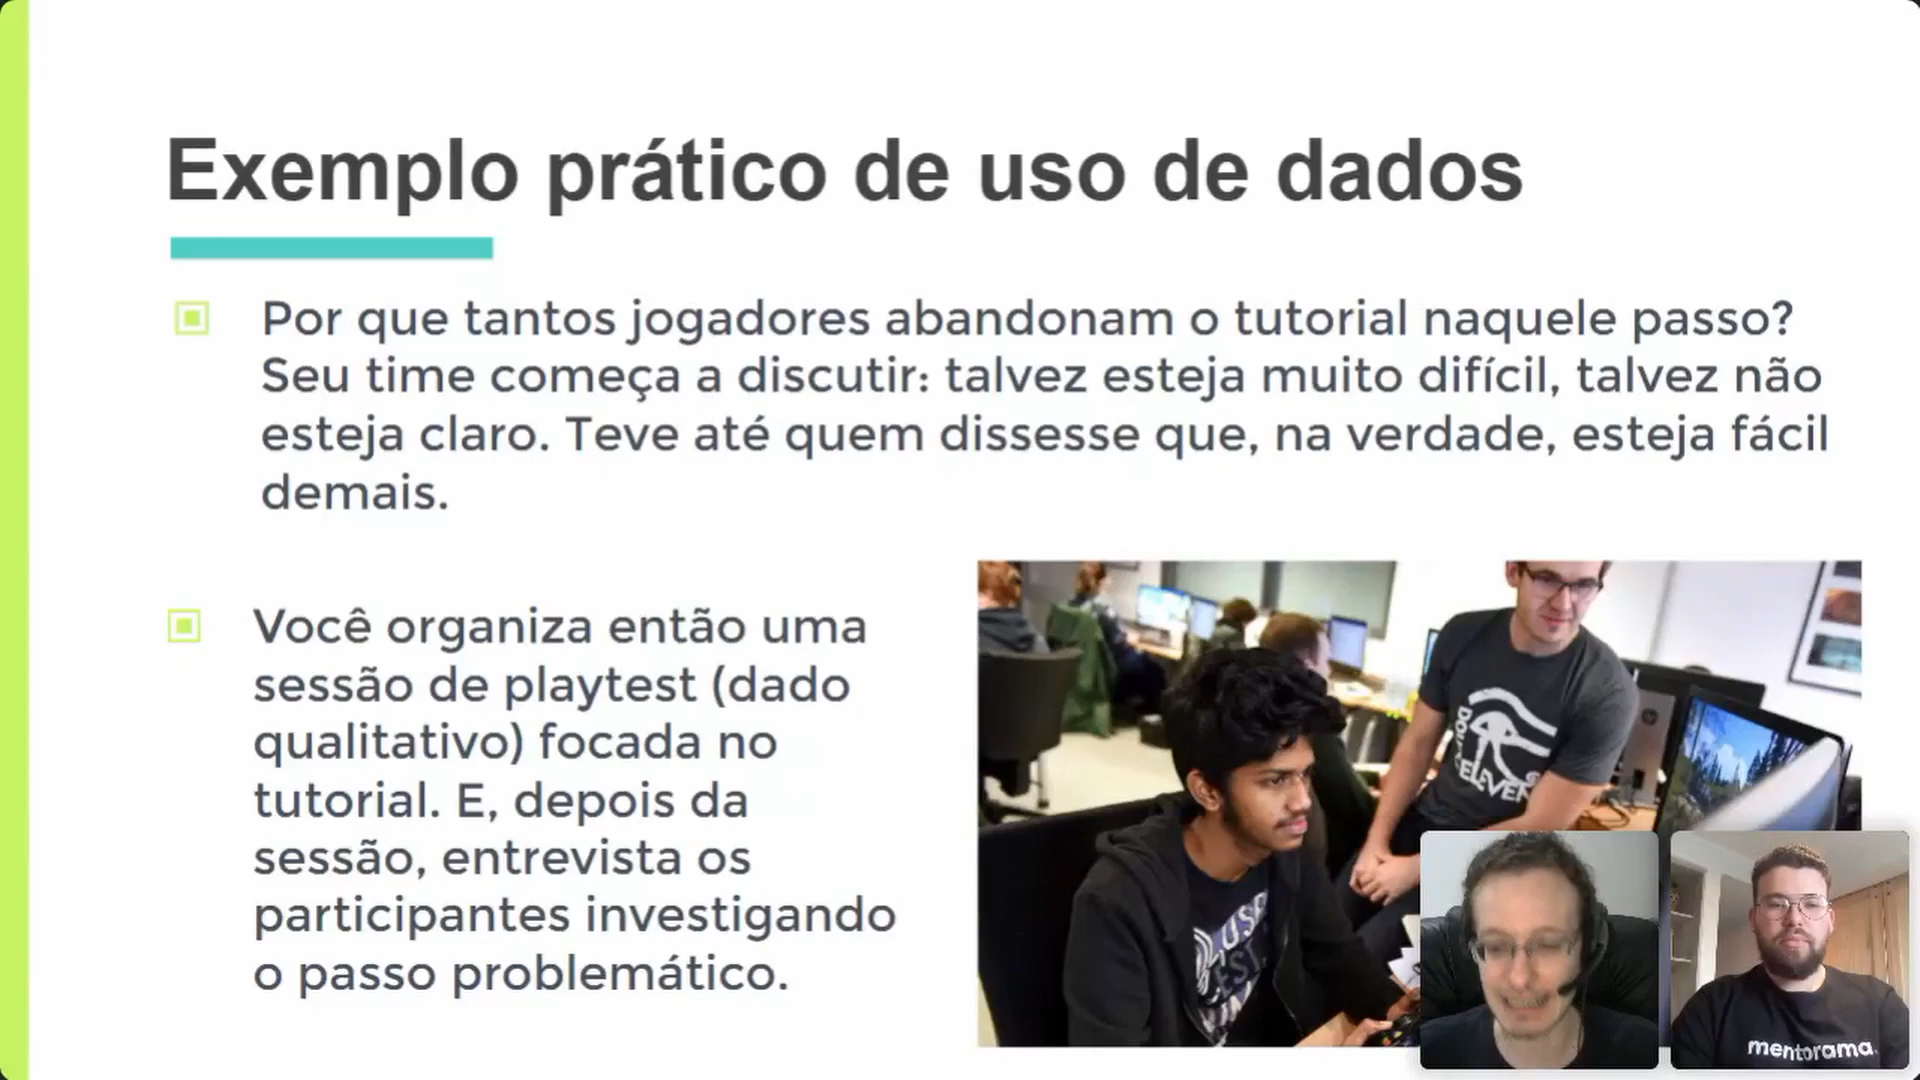 Exemplo prático de uso de dados
Por que tantos jogadores abandonam o tutorial naquele passo?
Seu time começa a discutir: talvez esteja muito difícil, talvez não
esteja claro. Teve até quem dissesse que, na verdade, esteja fácil
demais.
Você organiza então uma
sessão de playtest (dado
qualitativo) focada no
tutorial. E, depois da
sessão, entrevista os
participantes investigando
o passo problemático.
ELEVEN
mentorama.